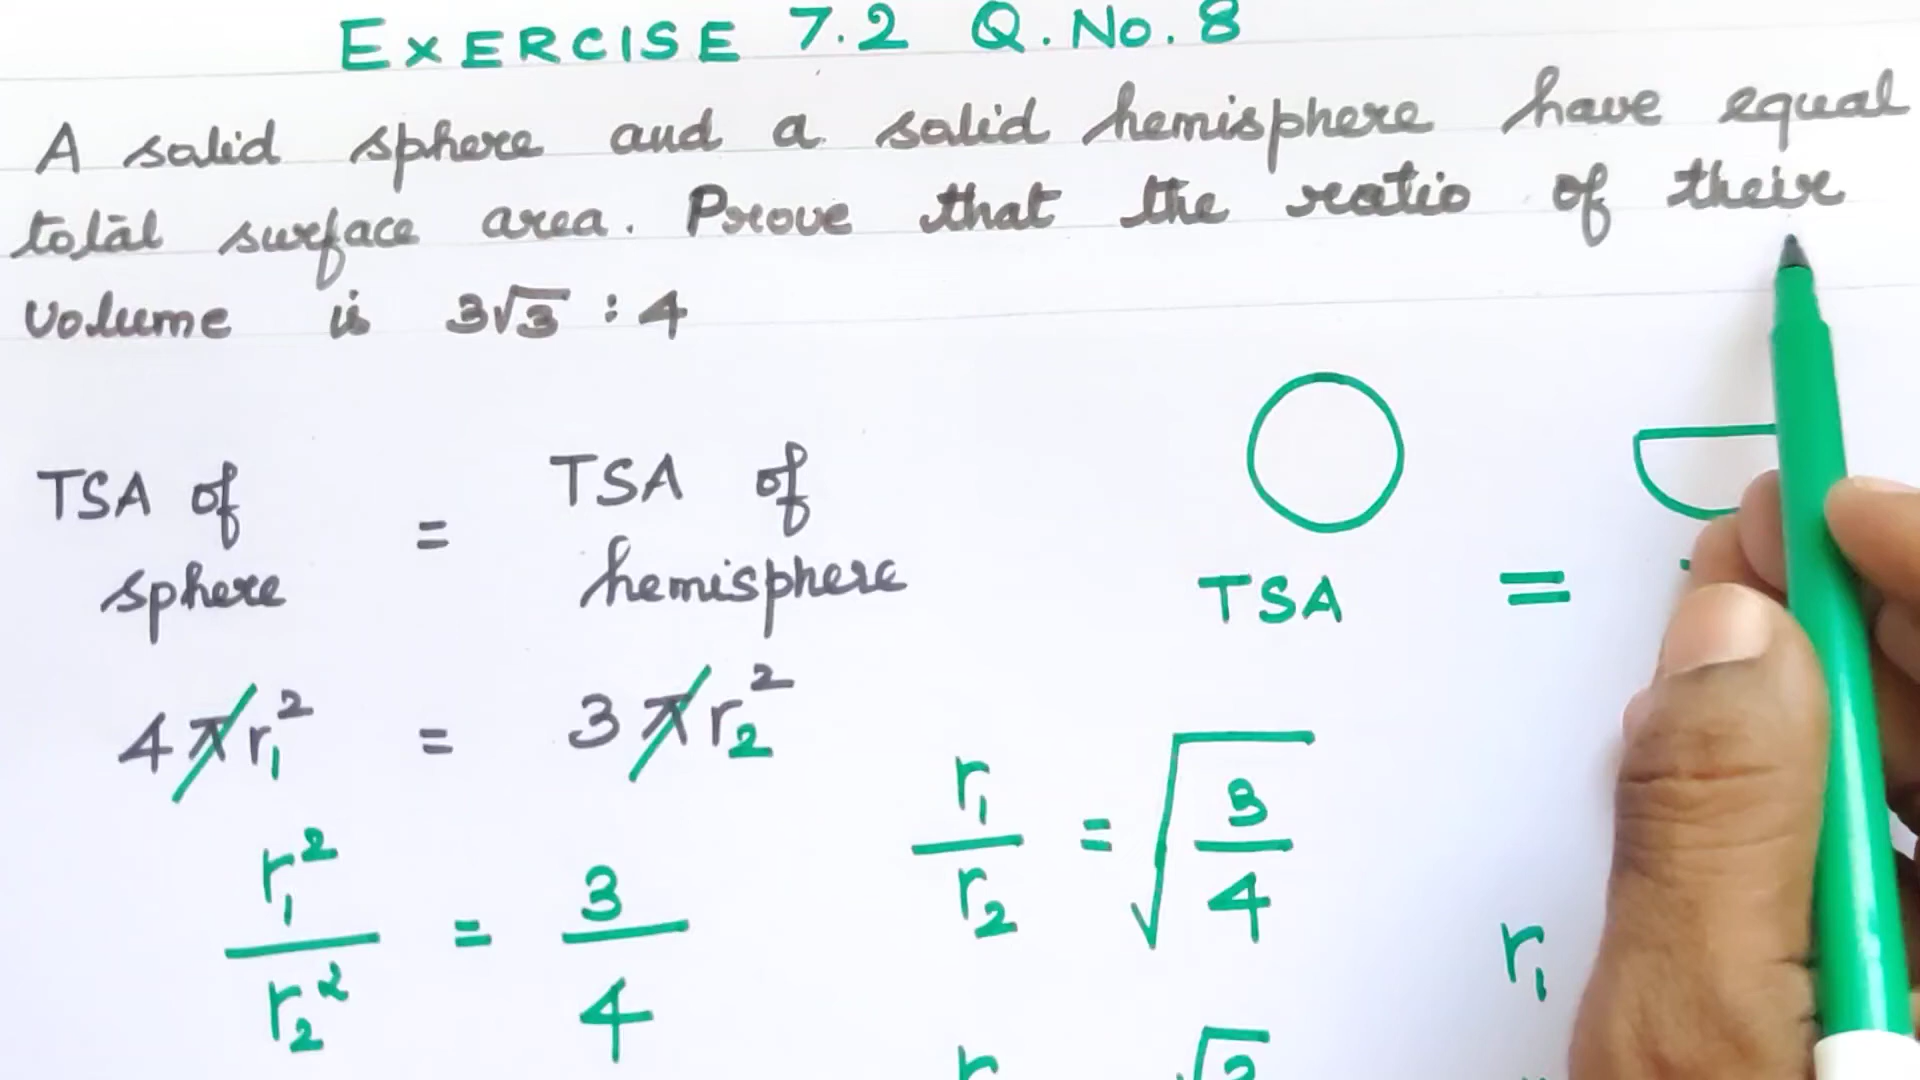 EXERCISE 7.2 Q. No. 8
A solid sphere and a solid hemisphere have equal
total surface area. Prove that the ratio of their
volume is 3√3 : 4
TSA of sphere = TSA of hemisphere
TSA =
4πr₁² = 3πr₂²
r₁²/r₂² = 3/4
r₁/r₂ = √(3/4)
r₁